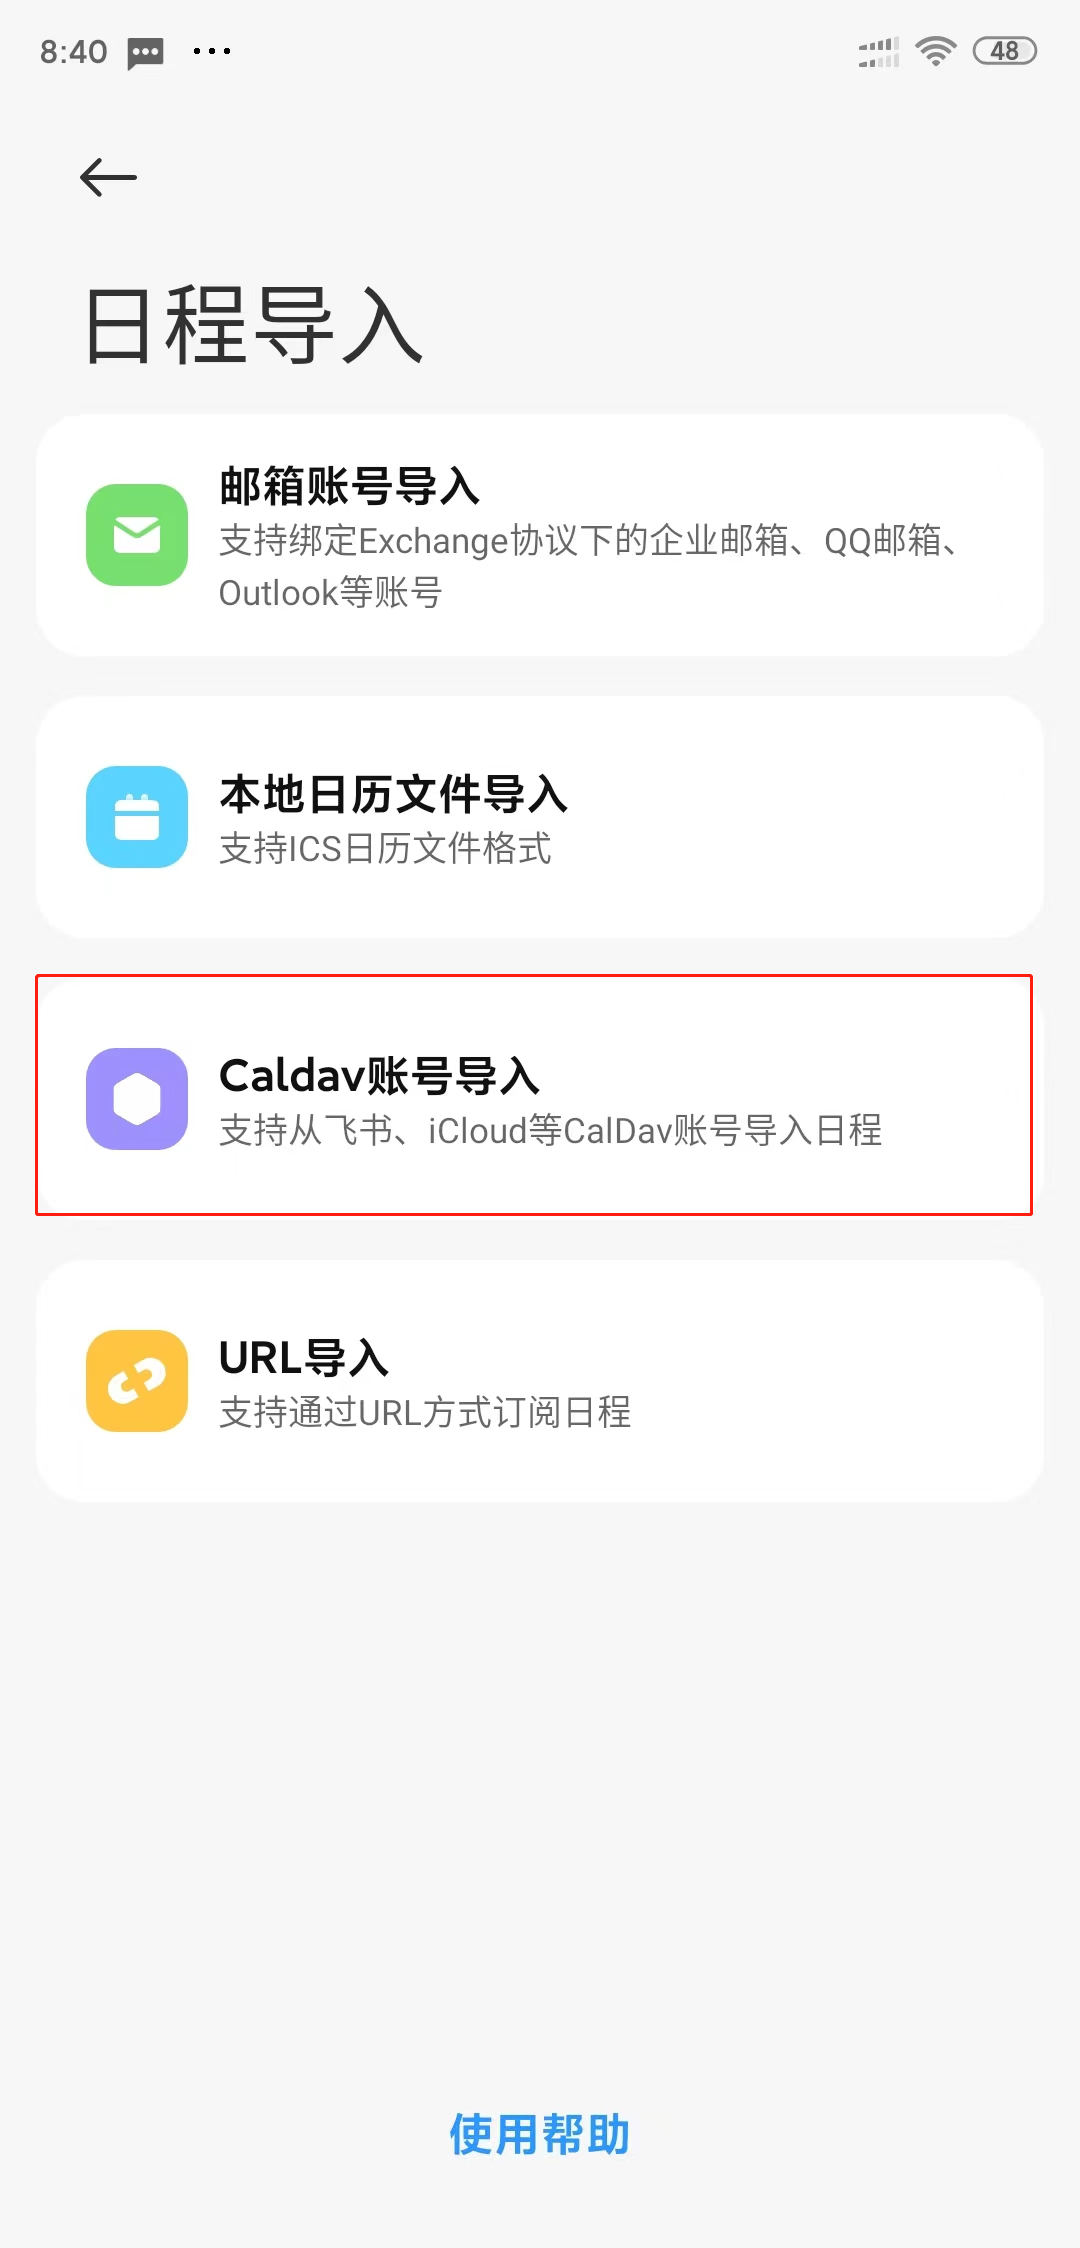 8:40
48
日程导入
邮箱账号导入
支持绑定Exchange协议下的企业邮箱、QQ邮箱、
Outlook等账号
本地日历文件导入
支持ICS日历文件格式
Caldav账号导入
支持从飞书、iCloud等CalDav账号导入日程
URL导入
支持通过URL方式订阅日程
使用帮助